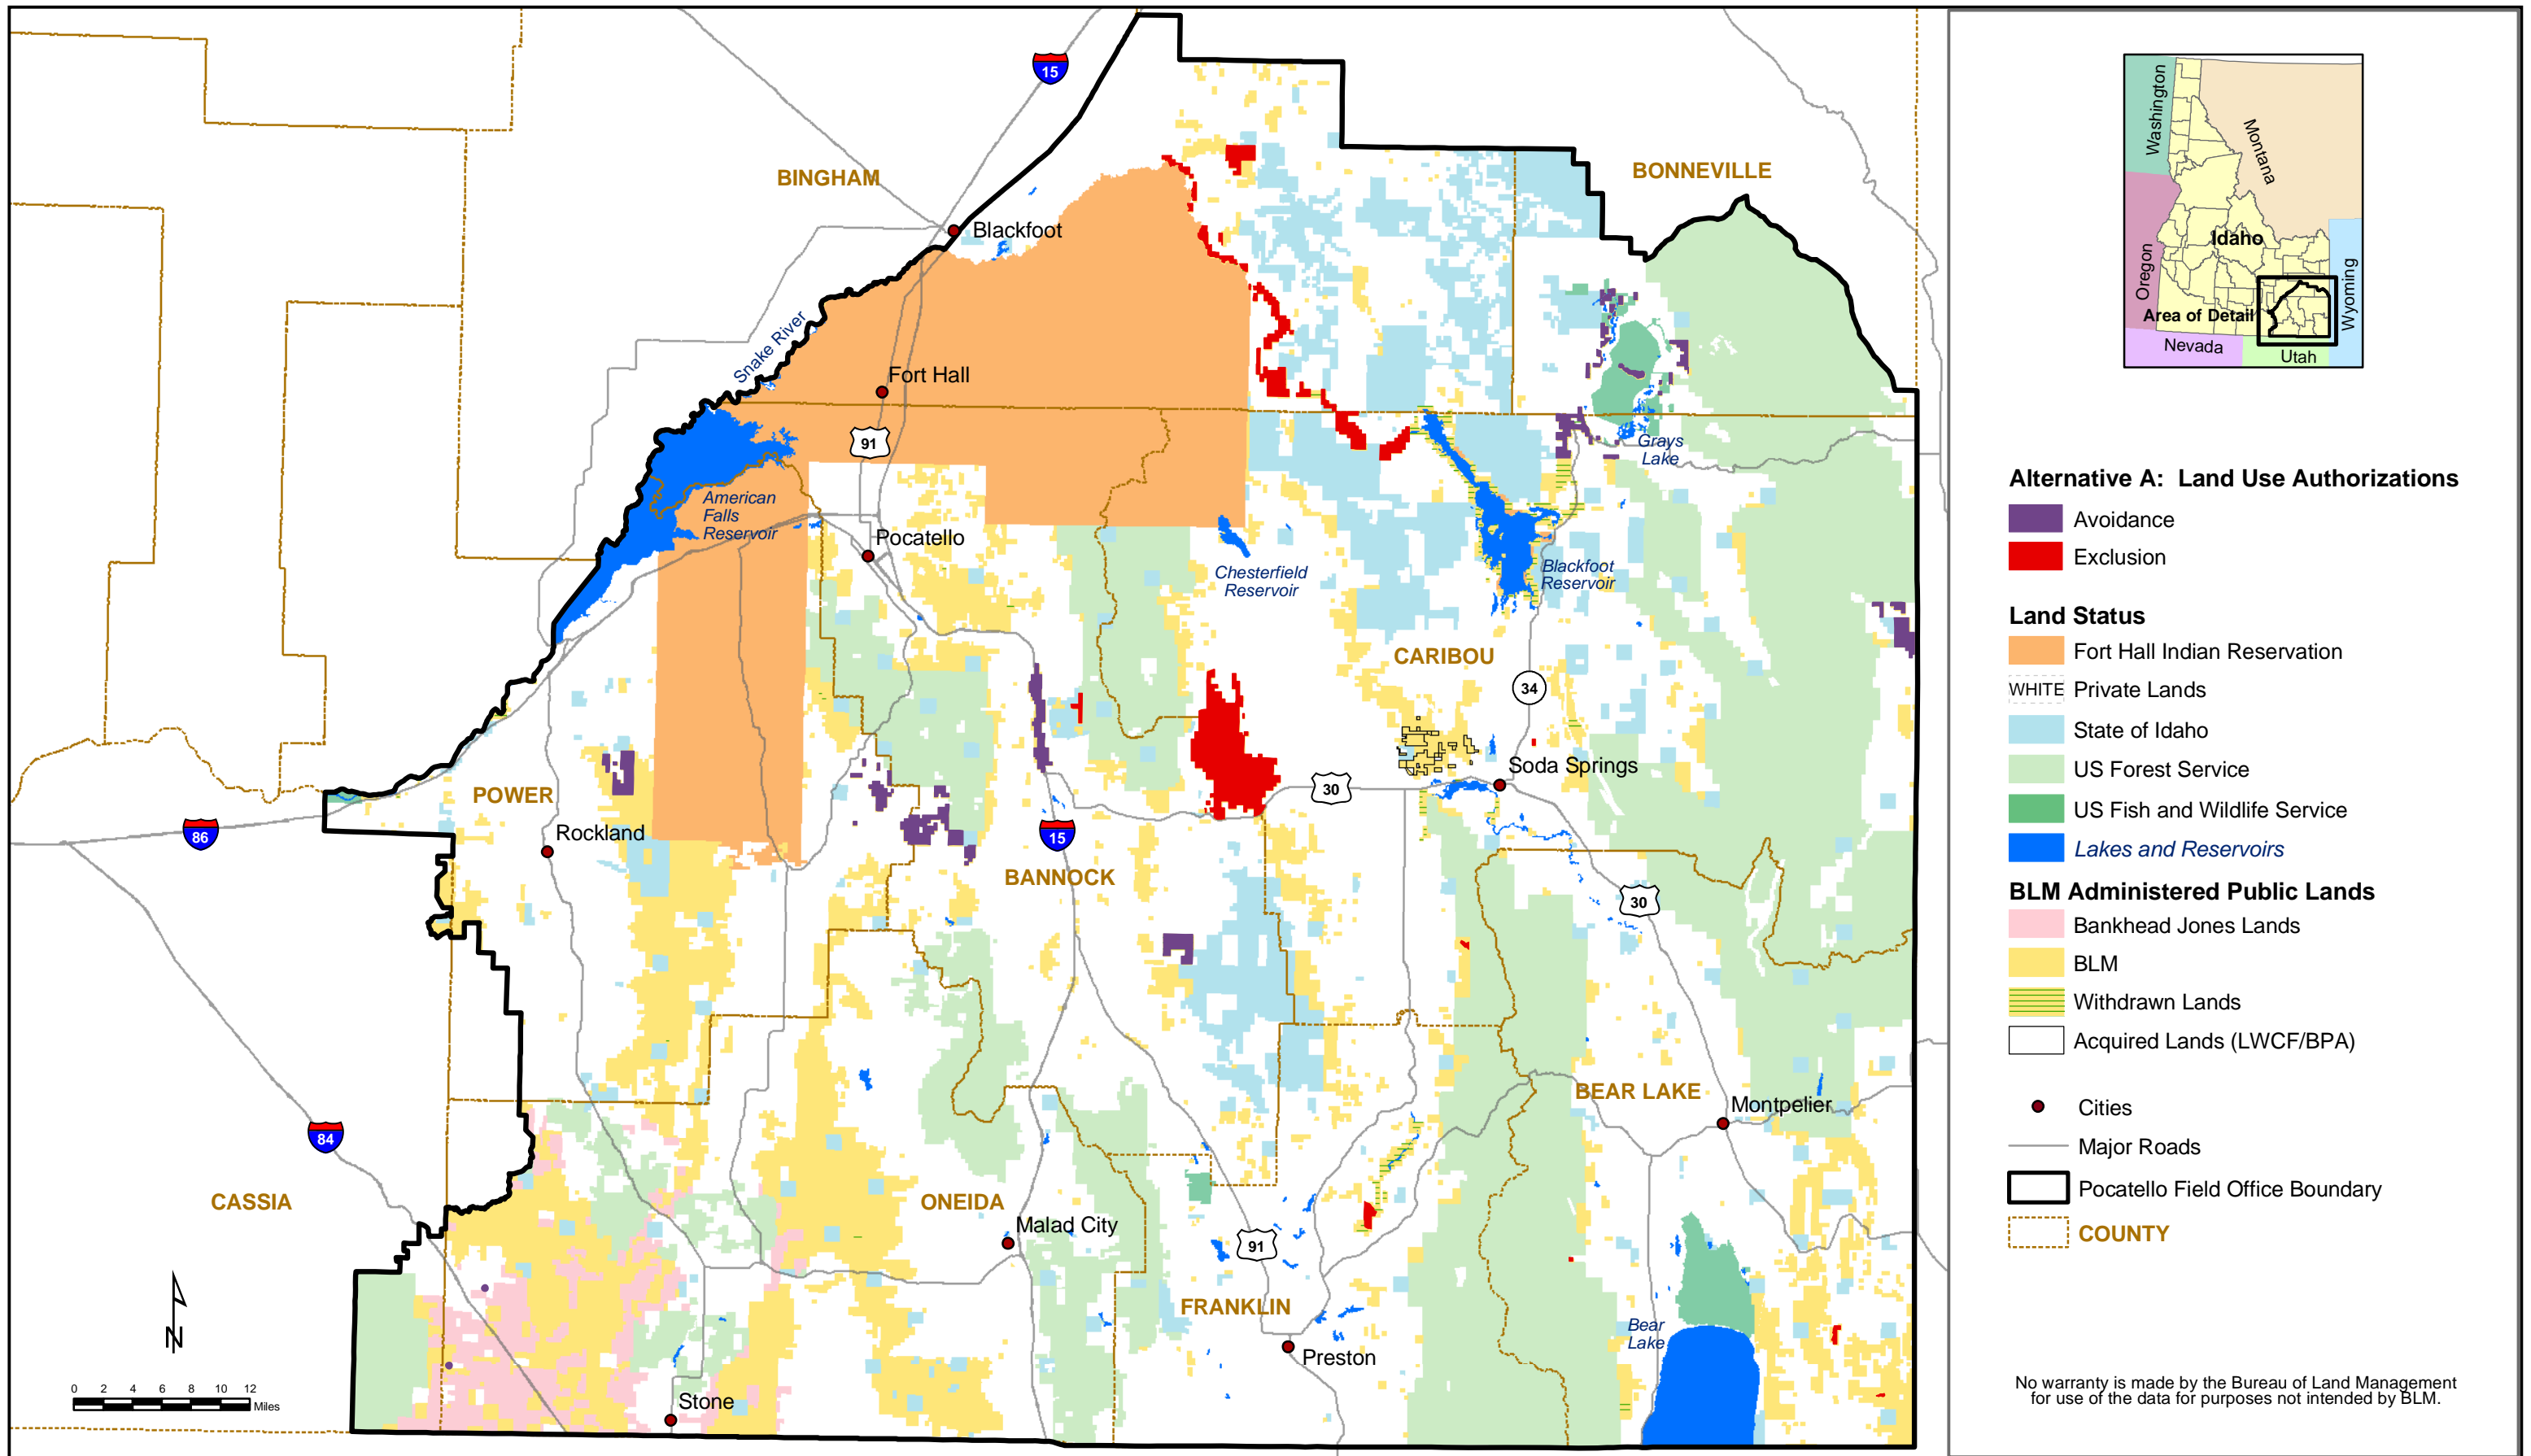 15
BINGHAM
BONNEVILLE
Blackfoot
Snake River
Fort Hall
91
American
Falls
Reservoir
Grays
Lake
Pocatello
Chesterfield
Reservoir
Blackfoot
Reservoir
CARIBOU
34
Soda Springs
30
POWER
Rockland
86
15
BANNOCK
30
84
BEAR LAKE
Montpelier
CASSIA
ONEIDA
Malad City
91
FRANKLIN
Bear
Lake
Preston
Stone
N
0 2 4 6 8 10 12
Miles
Washington
Montana
Oregon
Idaho
Wyoming
Area of Detail
Nevada
Utah
Alternative A: Land Use Authorizations
Avoidance
Exclusion
Land Status
Fort Hall Indian Reservation
WHITE Private Lands
State of Idaho
US Forest Service
US Fish and Wildlife Service
Lakes and Reservoirs
BLM Administered Public Lands
Bankhead Jones Lands
BLM
Withdrawn Lands
Acquired Lands (LWCF/BPA)
Cities
Major Roads
Pocatello Field Office Boundary
COUNTY
No warranty is made by the Bureau of Land Management
for use of the data for purposes not intended by BLM.